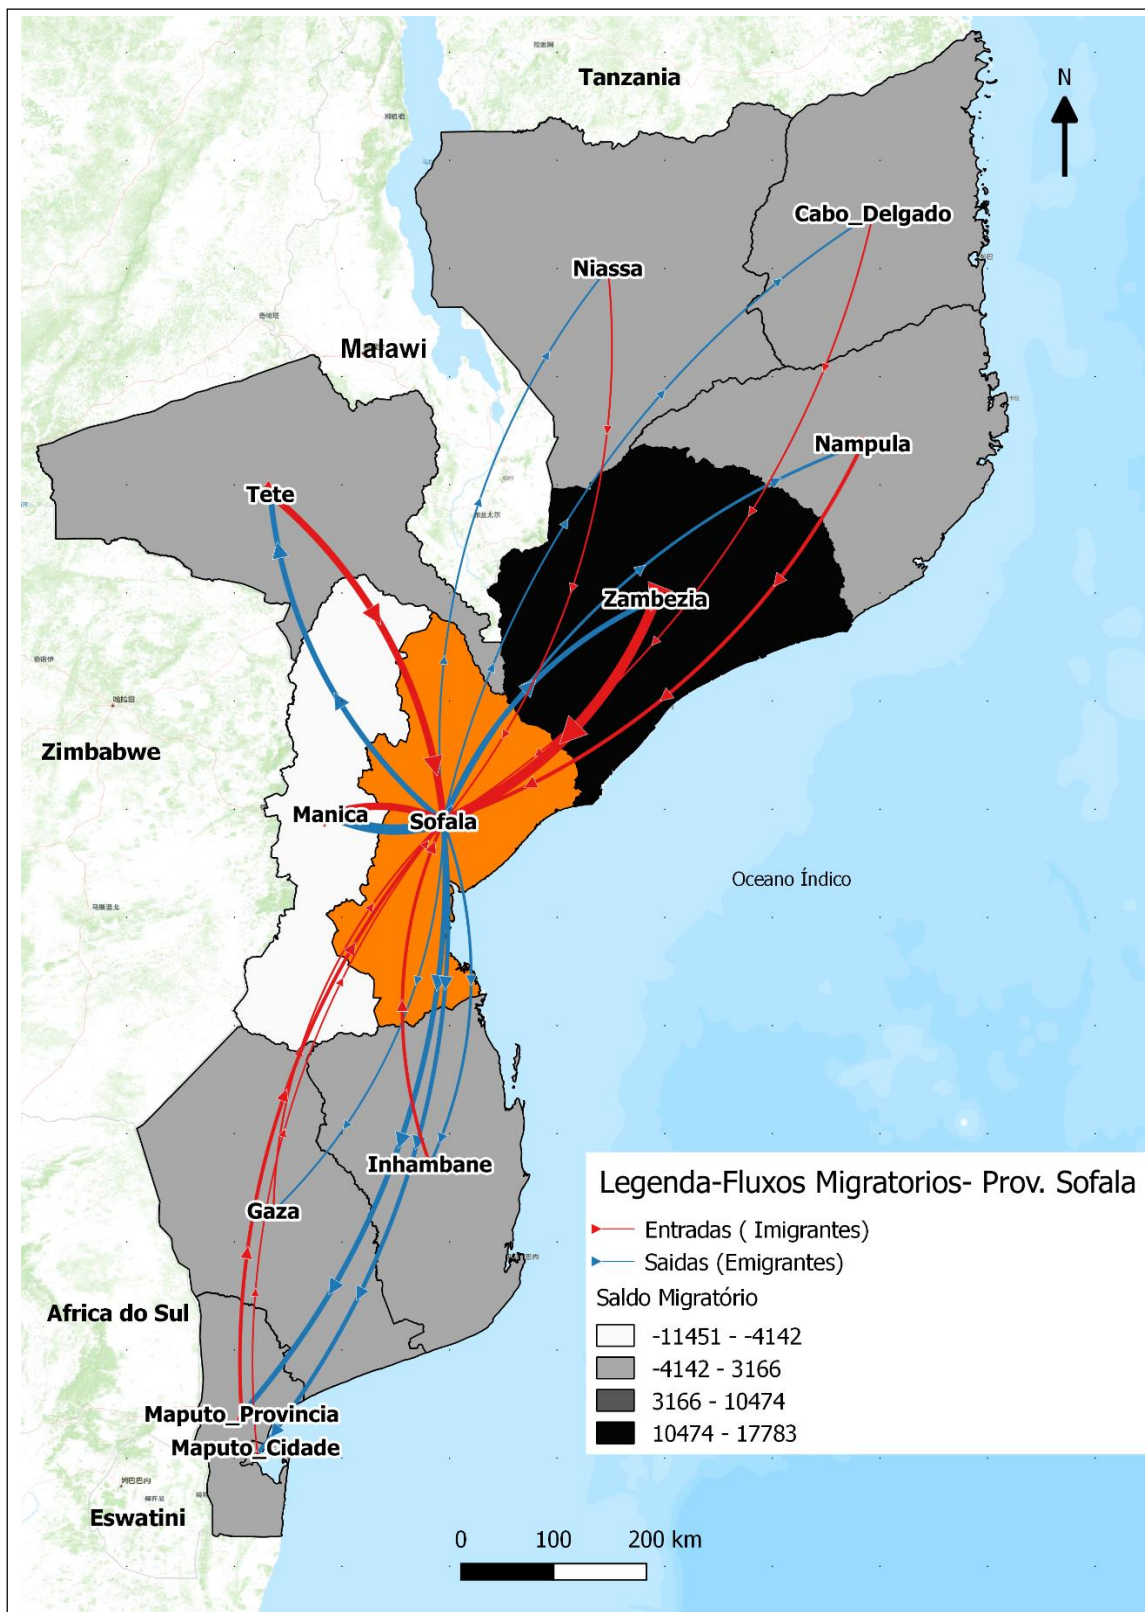 Tanzania
N
Cabo_Delgado
Niassa
Malawi
Nampula
Tete
Zambezia
Zimbabwe
Manica
Sofala
Oceano Índico
Inhambane
Gaza
Africa do Sul
Maputo_Provincia
Maputo_Cidade
Eswatini
Legenda-Fluxos Migratorios- Prov. Sofala
Entradas ( Imigrantes)
Saidas (Emigrantes)
Saldo Migratório
-11451 - -4142
-4142 - 3166
3166 - 10474
10474 - 17783
0 100 200 km